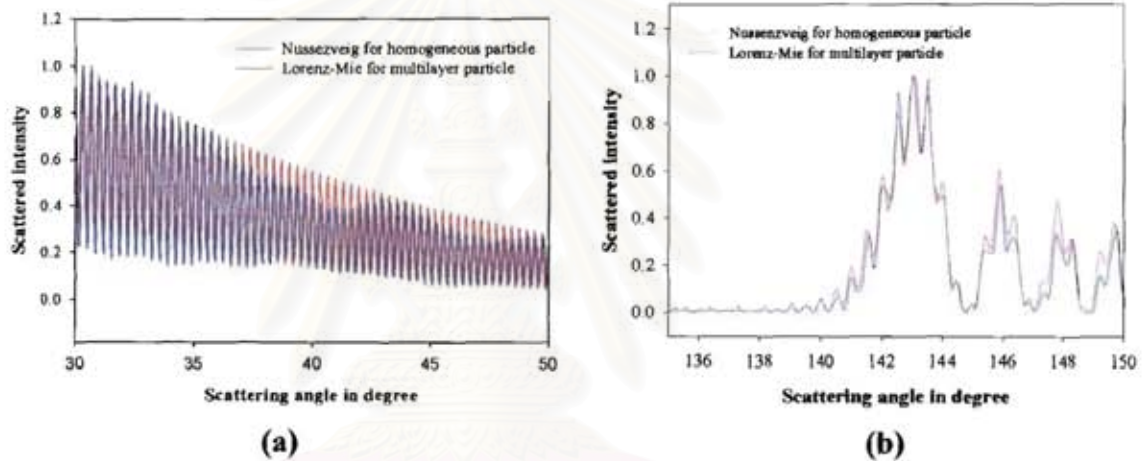 Nussezveig for homogeneous particle
Lorenz-Mie for multilayer particle
Scattered intensity
1.2
1.0
0.8
0.6
0.4
0.2
0.0
30 35 40 45 50
Scattering angle in degree
(a)
Nussenzveig for homogeneous particle
Lorenz-Mie for multilayer particle
Scattered intensity
1.2
1.0
0.8
0.6
0.4
0.2
0.0
136 138 140 142 144 146 148 150
Scattering angle in degree
(b)